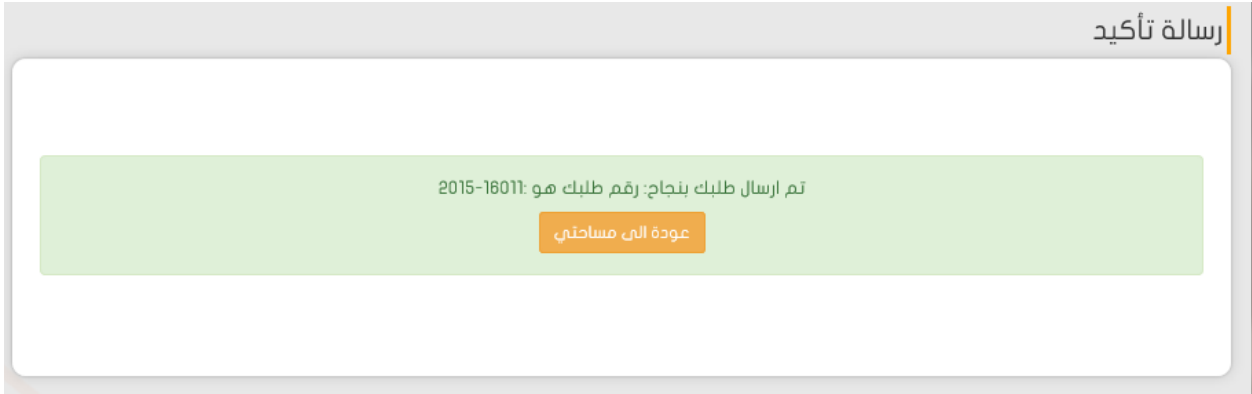 رسالة تأكيد
تم ارسال طلبك بنجاح: رقم طلبك هو :16011-2015
عودة الى مساحتي